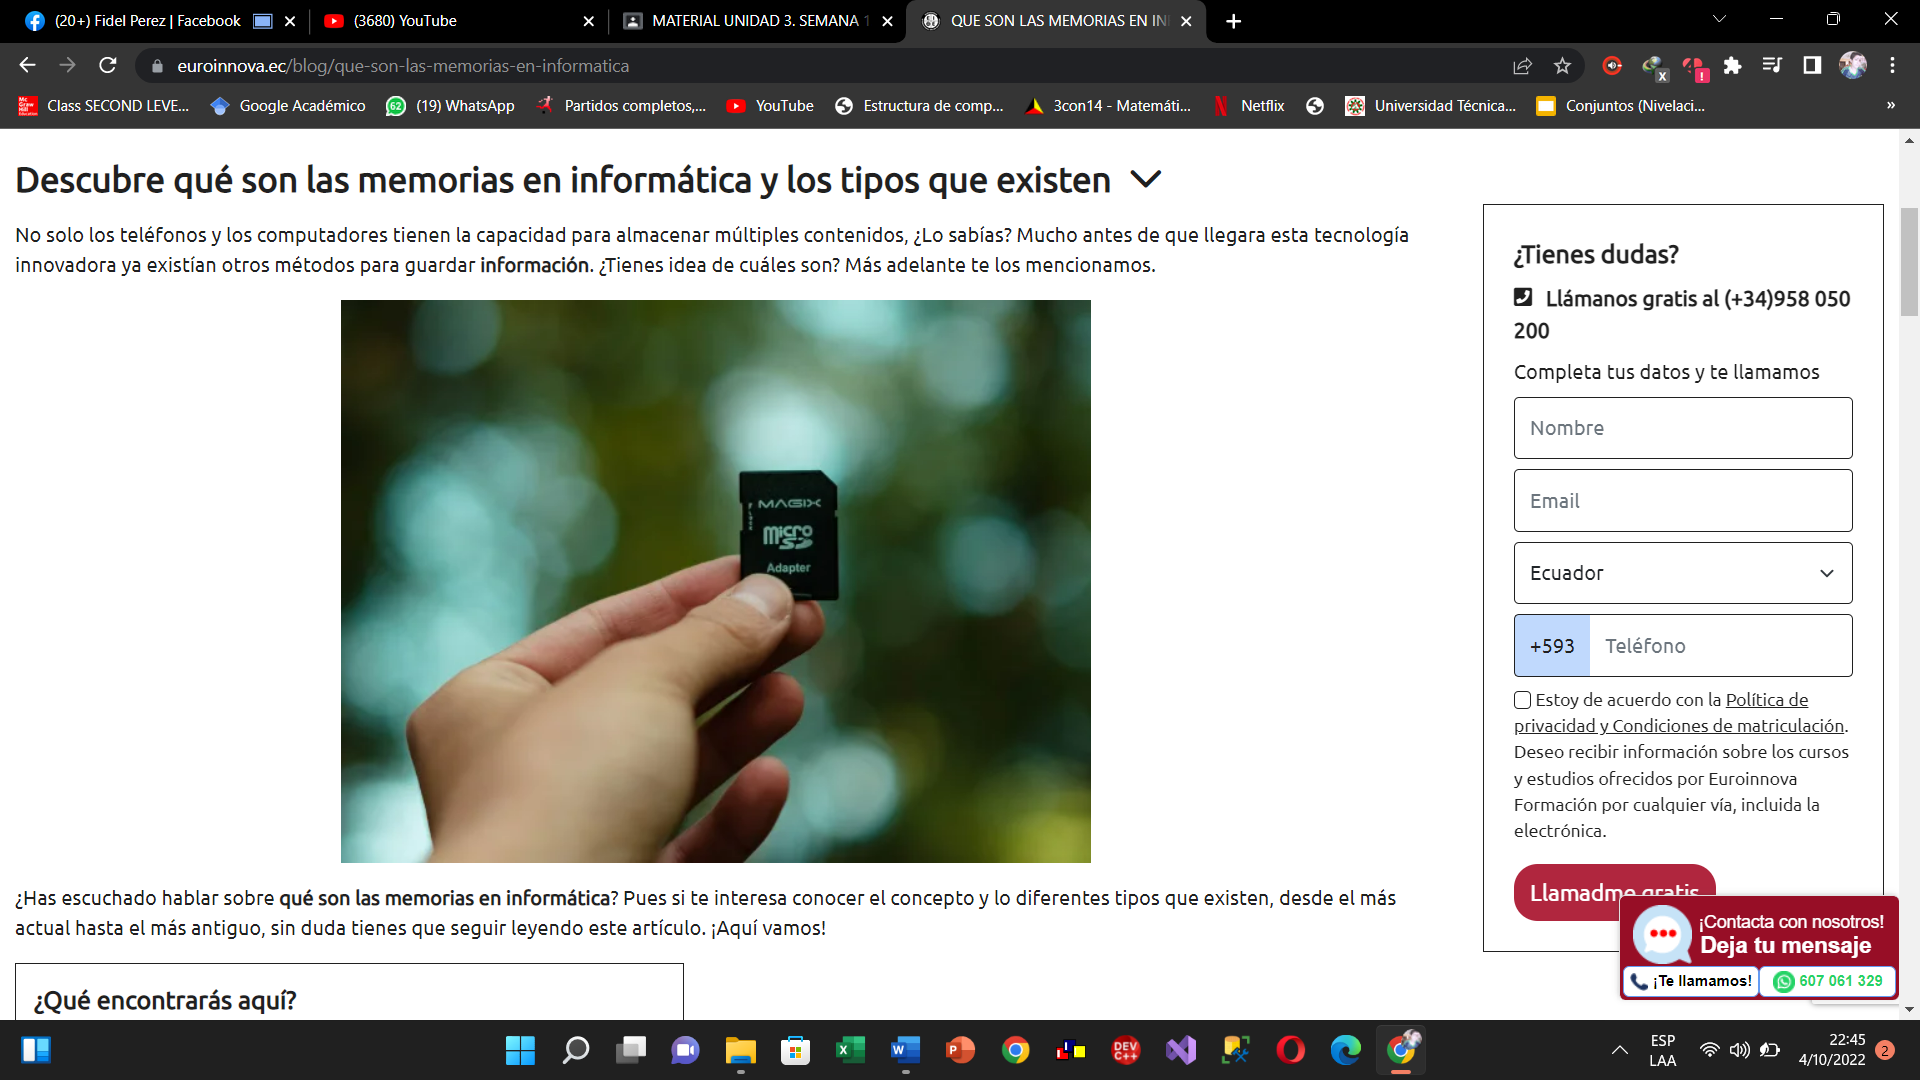 (20+) Fidel Perez | Facebook
(3680) YouTube
MATERIAL UNIDAD 3. SEMANA 1
QUE SON LAS MEMORIAS EN IN
euroinnova.ec/blog/que-son-las-memorias-en-informatica
Class SECOND LEVE...
Google Académico
(19) WhatsApp
Partidos completos,...
YouTube
Estructura de comp...
3con14 - Matemáti...
Netflix
Universidad Técnica...
Conjuntos (Nivelaci...
»
Descubre qué son las memorias en informática y los tipos que existen
No solo los teléfonos y los computadores tienen la capacidad para almacenar múltiples contenidos, ¿Lo sabías? Mucho antes de que llegara esta tecnología
innovadora ya existían otros métodos para guardar información. ¿Tienes idea de cuáles son? Más adelante te los mencionamos.
MAGIX
micro
SD
Adapter
¿Has escuchado hablar sobre qué son las memorias en informática? Pues si te interesa conocer el concepto y lo diferentes tipos que existen, desde el más
actual hasta el más antiguo, sin duda tienes que seguir leyendo este artículo. ¡Aquí vamos!
¿Qué encontrarás aquí?
¿Tienes dudas?
Llámanos gratis al (+34)958 050
200
Completa tus datos y te llamamos
Nombre
Email
Ecuador
+593
Teléfono
Estoy de acuerdo con la Política de
privacidad y Condiciones de matriculación.
Deseo recibir información sobre los cursos
y estudios ofrecidos por Euroinnova
Formación por cualquier vía, incluida la
electrónica.
Llamadme gratis
¡Contacta con nosotros!
Deja tu mensaje
¡Te llamamos!
607 061 329
ESP
LAA
22:45
4/10/2022
2